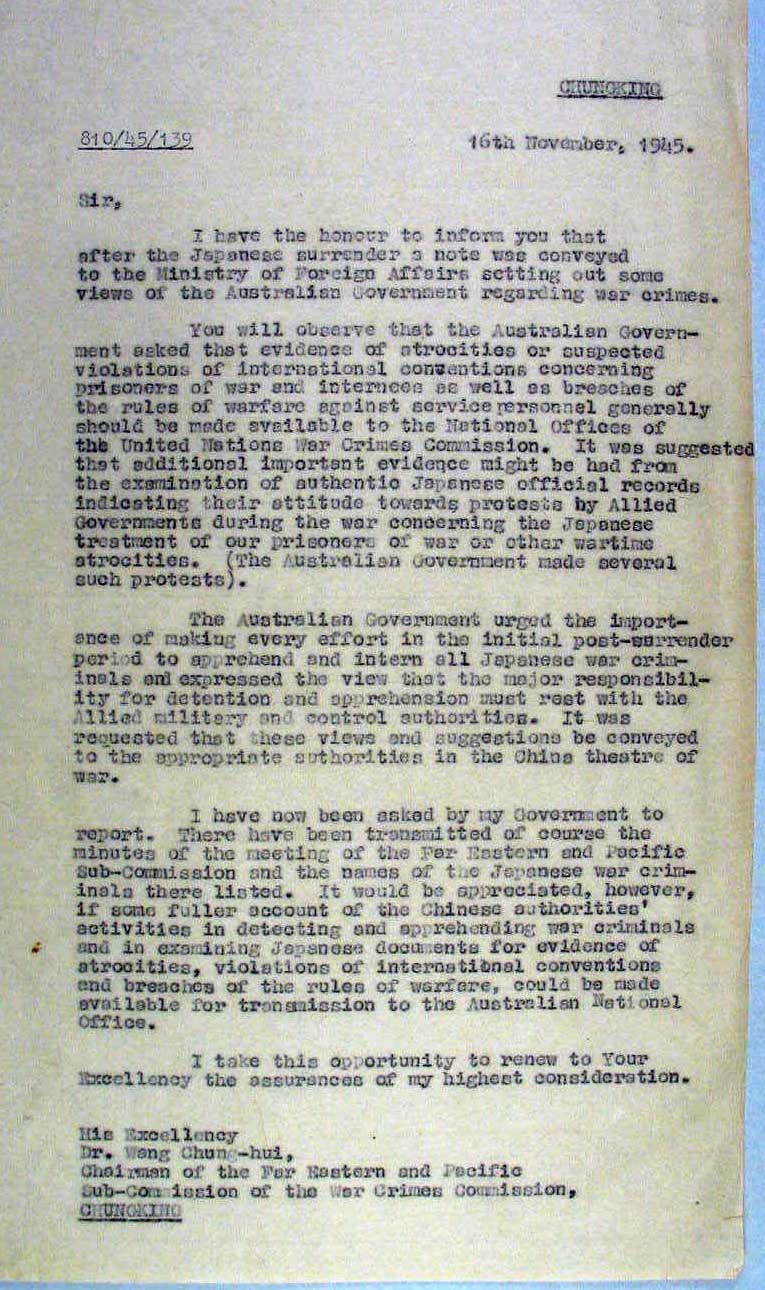 CHUNGKING
810/45/139
16th November, 1945.
Sir,
I have the honour to inform you that
after the Japanese surrender a note was conveyed
to the Ministry of Foreign Affairs setting out some
views of the Australian Government regarding war crimes.
You will observe that the Australian Govern-
ment asked that evidence of atrocities or suspected
violations of international conventions concerning
prisoners of war and internees as well as breaches of
the rules of warfare against service personnel generally
should be made available to the National Offices of
the United Nations War Crimes Commission. It was suggested
that additional important evidence might be had from
the examination of authentic Japanese official records
indicating their attitude towards protests by Allied
Governments during the war concerning the Japanese
treatment of our prisoners of war or other wartime
atrocities. (The Australian Government made several
such protests).
The Australian Government urged the import-
ance of making every effort in the initial post-surrender
period to apprehend and intern all Japanese war crim-
inals and expressed the view that the major responsibil-
ity for detention and apprehension must rest with the
Allied military and control authorities. It was
requested that these views and suggestions be conveyed
to the appropriate authorities in the China theatre of
war.
I have now been asked by my Government to
report. There have been transmitted of course the
minutes of the meeting of the Far Eastern and Pacific
Sub-Commission and the names of the Japanese war crim-
inals there listed. It would be appreciated, however,
if some fuller account of the Chinese authorities'
activities in detecting and apprehending war criminals
and in examining Japanese documents for evidence of
atrocities, violations of international conventions
and breaches of the rules of warfare, could be made
available for transmission to the Australian National
Office.
I take this opportunity to renew to Your
Excellency the assurances of my highest consideration.
His Excellency
Dr. Wang Chung-hui,
Chairman of the Far Eastern and Pacific
Sub-Commission of the War Crimes Commission,
CHUNGKING